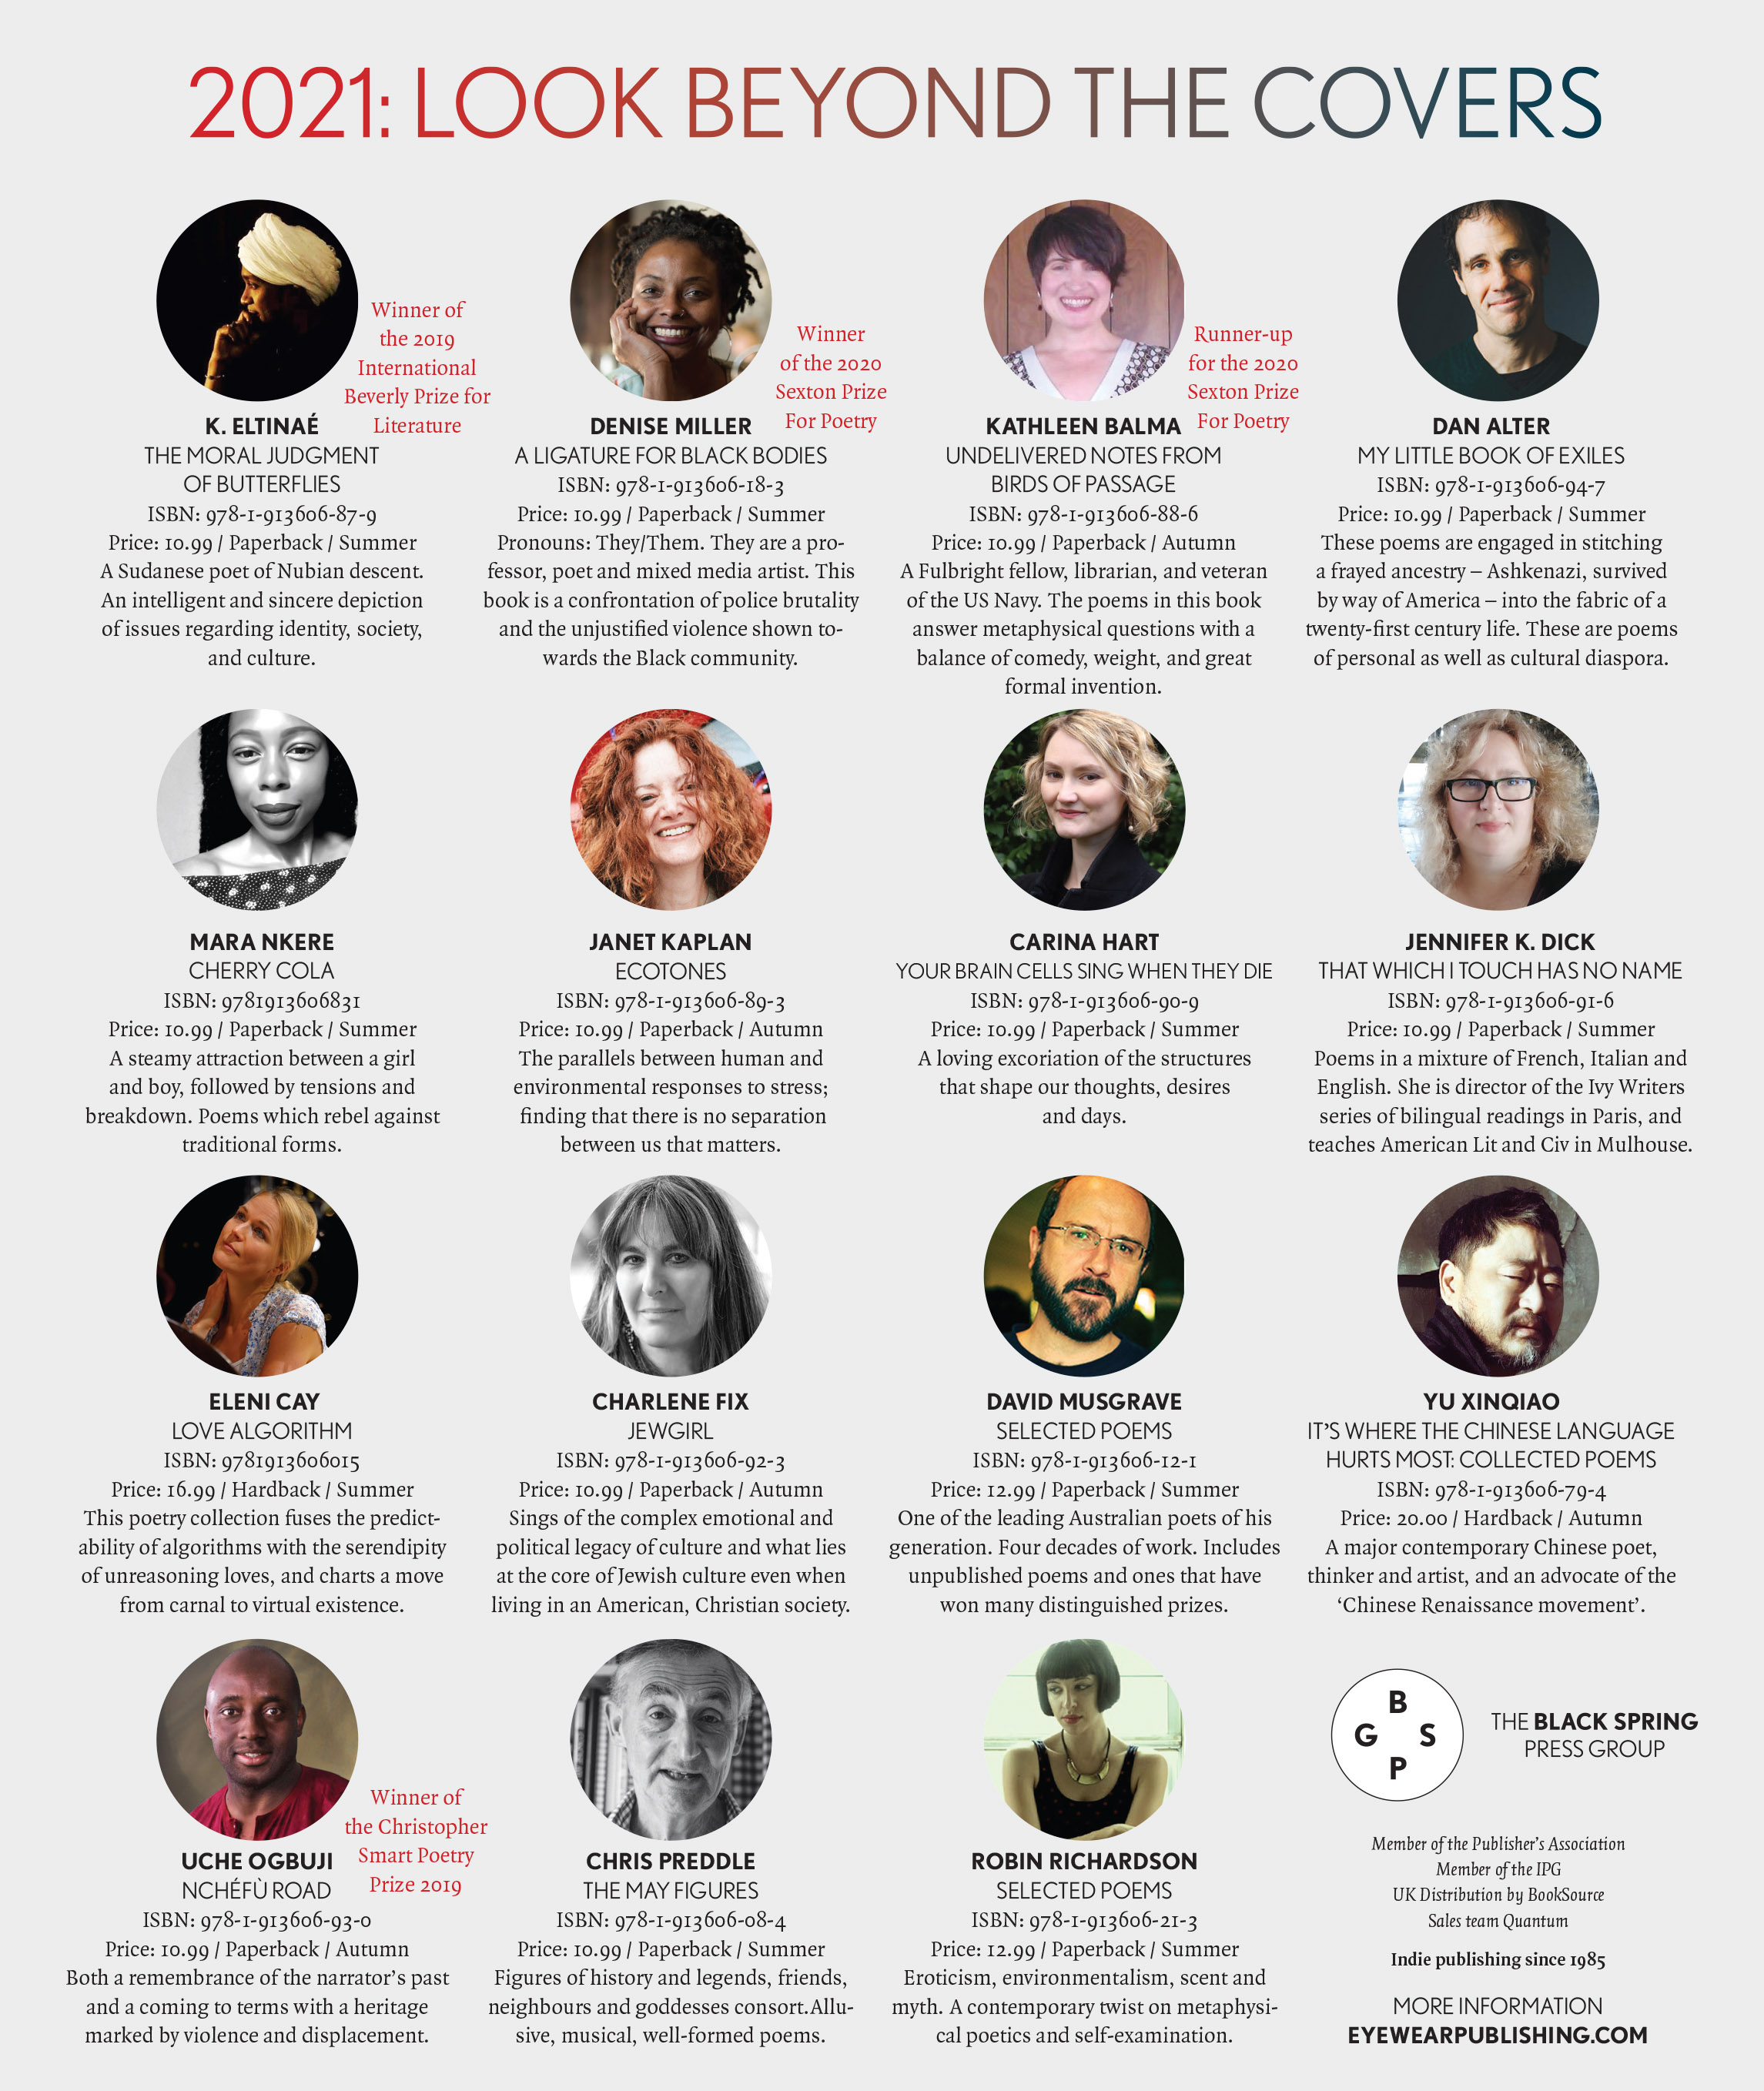 2021: LOOK BEYOND THE COVERS
Winner of
the 2019
International
Beverly Prize for
Literature
K. ELTINAÉ
THE MORAL JUDGMENT
OF BUTTERFLIES
ISBN: 978-1-913606-87-9
Price: 10.99 / Paperback / Summer
A Sudanese poet of Nubian descent.
An intelligent and sincere depiction
of issues regarding identity, society,
and culture.
Winner
of the 2020
Sexton Prize
For Poetry
DENISE MILLER
A LIGATURE FOR BLACK BODIES
ISBN: 978-1-913606-18-3
Price: 10.99 / Paperback / Summer
Pronouns: They/Them. They are a pro-
fessor, poet and mixed media artist. This
book is a confrontation of police brutality
and the unjustified violence shown to-
wards the Black community.
Runner-up
for the 2020
Sexton Prize
For Poetry
KATHLEEN BALMA
UNDELIVERED NOTES FROM
BIRDS OF PASSAGE
ISBN: 978-1-913606-88-6
Price: 10.99 / Paperback / Autumn
A Fulbright fellow, librarian, and veteran
of the US Navy. The poems in this book
answer metaphysical questions with a
balance of comedy, weight, and great
formal invention.
DAN ALTER
MY LITTLE BOOK OF EXILES
ISBN: 978-1-913606-94-7
Price: 10.99 / Paperback / Summer
These poems are engaged in stitching
a frayed ancestry – Ashkenazi, survived
by way of America – into the fabric of a
twenty-first century life. These are poems
of personal as well as cultural diaspora.
MARA NKERE
CHERRY COLA
ISBN: 9781913606831
Price: 10.99 / Paperback / Summer
A steamy attraction between a girl
and boy, followed by tensions and
breakdown. Poems which rebel against
traditional forms.
JANET KAPLAN
ECOTONES
ISBN: 978-1-913606-89-3
Price: 10.99 / Paperback / Autumn
The parallels between human and
environmental responses to stress;
finding that there is no separation
between us that matters.
CARINA HART
YOUR BRAIN CELLS SING WHEN THEY DIE
ISBN: 978-1-913606-90-9
Price: 10.99 / Paperback / Summer
A loving excoriation of the structures
that shape our thoughts, desires
and days.
JENNIFER K. DICK
THAT WHICH I TOUCH HAS NO NAME
ISBN: 978-1-913606-91-6
Price: 10.99 / Paperback / Summer
Poems in a mixture of French, Italian and
English. She is director of the Ivy Writers
series of bilingual readings in Paris, and
teaches American Lit and Civ in Mulhouse.
ELENI CAY
LOVE ALGORITHM
ISBN: 9781913606015
Price: 16.99 / Hardback / Summer
This poetry collection fuses the predict-
ability of algorithms with the serendipity
of unreasoning loves, and charts a move
from carnal to virtual existence.
CHARLENE FIX
JEWGIRL
ISBN: 978-1-913606-92-3
Price: 10.99 / Paperback / Autumn
Sings of the complex emotional and
political legacy of culture and what lies
at the core of Jewish culture even when
living in an American, Christian society.
DAVID MUSGRAVE
SELECTED POEMS
ISBN: 978-1-913606-12-1
Price: 12.99 / Paperback / Summer
One of the leading Australian poets of his
generation. Four decades of work. Includes
unpublished poems and ones that have
won many distinguished prizes.
YU XINQIAO
IT'S WHERE THE CHINESE LANGUAGE
HURTS MOST: COLLECTED POEMS
ISBN: 978-1-913606-79-4
Price: 20.00 / Hardback / Autumn
A major contemporary Chinese poet,
thinker and artist, and an advocate of the
‘Chinese Renaissance movement’.
Winner of
the Christopher
Smart Poetry
Prize 2019
UCHE OGBUJI
NCHÉFÙ ROAD
ISBN: 978-1-913606-93-0
Price: 10.99 / Paperback / Autumn
Both a remembrance of the narrator’s past
and a coming to terms with a heritage
marked by violence and displacement.
CHRIS PREDDLE
THE MAY FIGURES
ISBN: 978-1-913606-08-4
Price: 10.99 / Paperback / Summer
Figures of history and legends, friends,
neighbours and goddesses consort.Allu-
sive, musical, well-formed poems.
ROBIN RICHARDSON
SELECTED POEMS
ISBN: 978-1-913606-21-3
Price: 12.99 / Paperback / Summer
Eroticism, environmentalism, scent and
myth. A contemporary twist on metaphysi-
cal poetics and self-examination.
B
G S
P
THE BLACK SPRING
PRESS GROUP
Member of the Publisher’s Association
Member of the IPG
UK Distribution by BookSource
Sales team Quantum
Indie publishing since 1985
MORE INFORMATION
EYEWEARPUBLISHING.COM